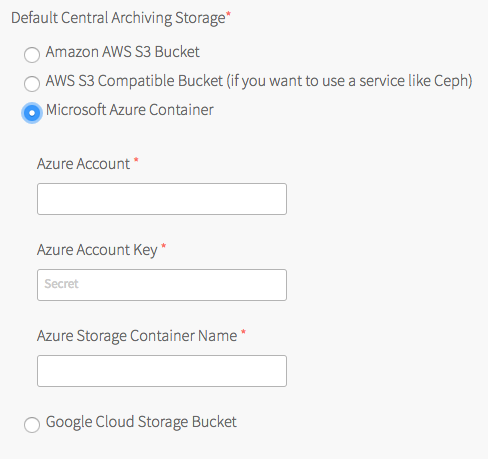 Default Central Archiving Storage*
Amazon AWS S3 Bucket
AWS S3 Compatible Bucket (if you want to use a service like Ceph)
Microsoft Azure Container
Azure Account *
Azure Account Key *
Secret
Azure Storage Container Name *
Google Cloud Storage Bucket